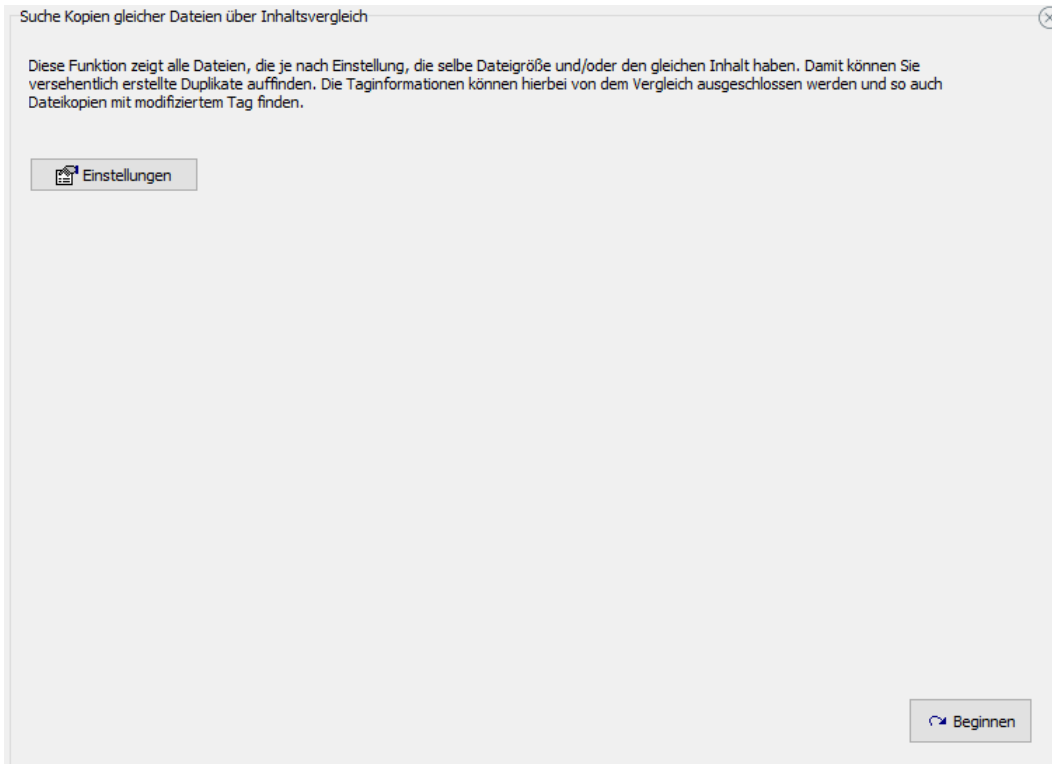 Suche Kopien gleicher Dateien über Inhaltsvergleich
Diese Funktion zeigt alle Dateien, die je nach Einstellung, die selbe Dateigröße und/oder den gleichen Inhalt haben. Damit können Sie
versehentlich erstellte Duplikate auffinden. Die Taginformationen können hierbei von dem Vergleich ausgeschlossen werden und so auch
Dateikopien mit modifiziertem Tag finden.
Einstellungen
Beginnen